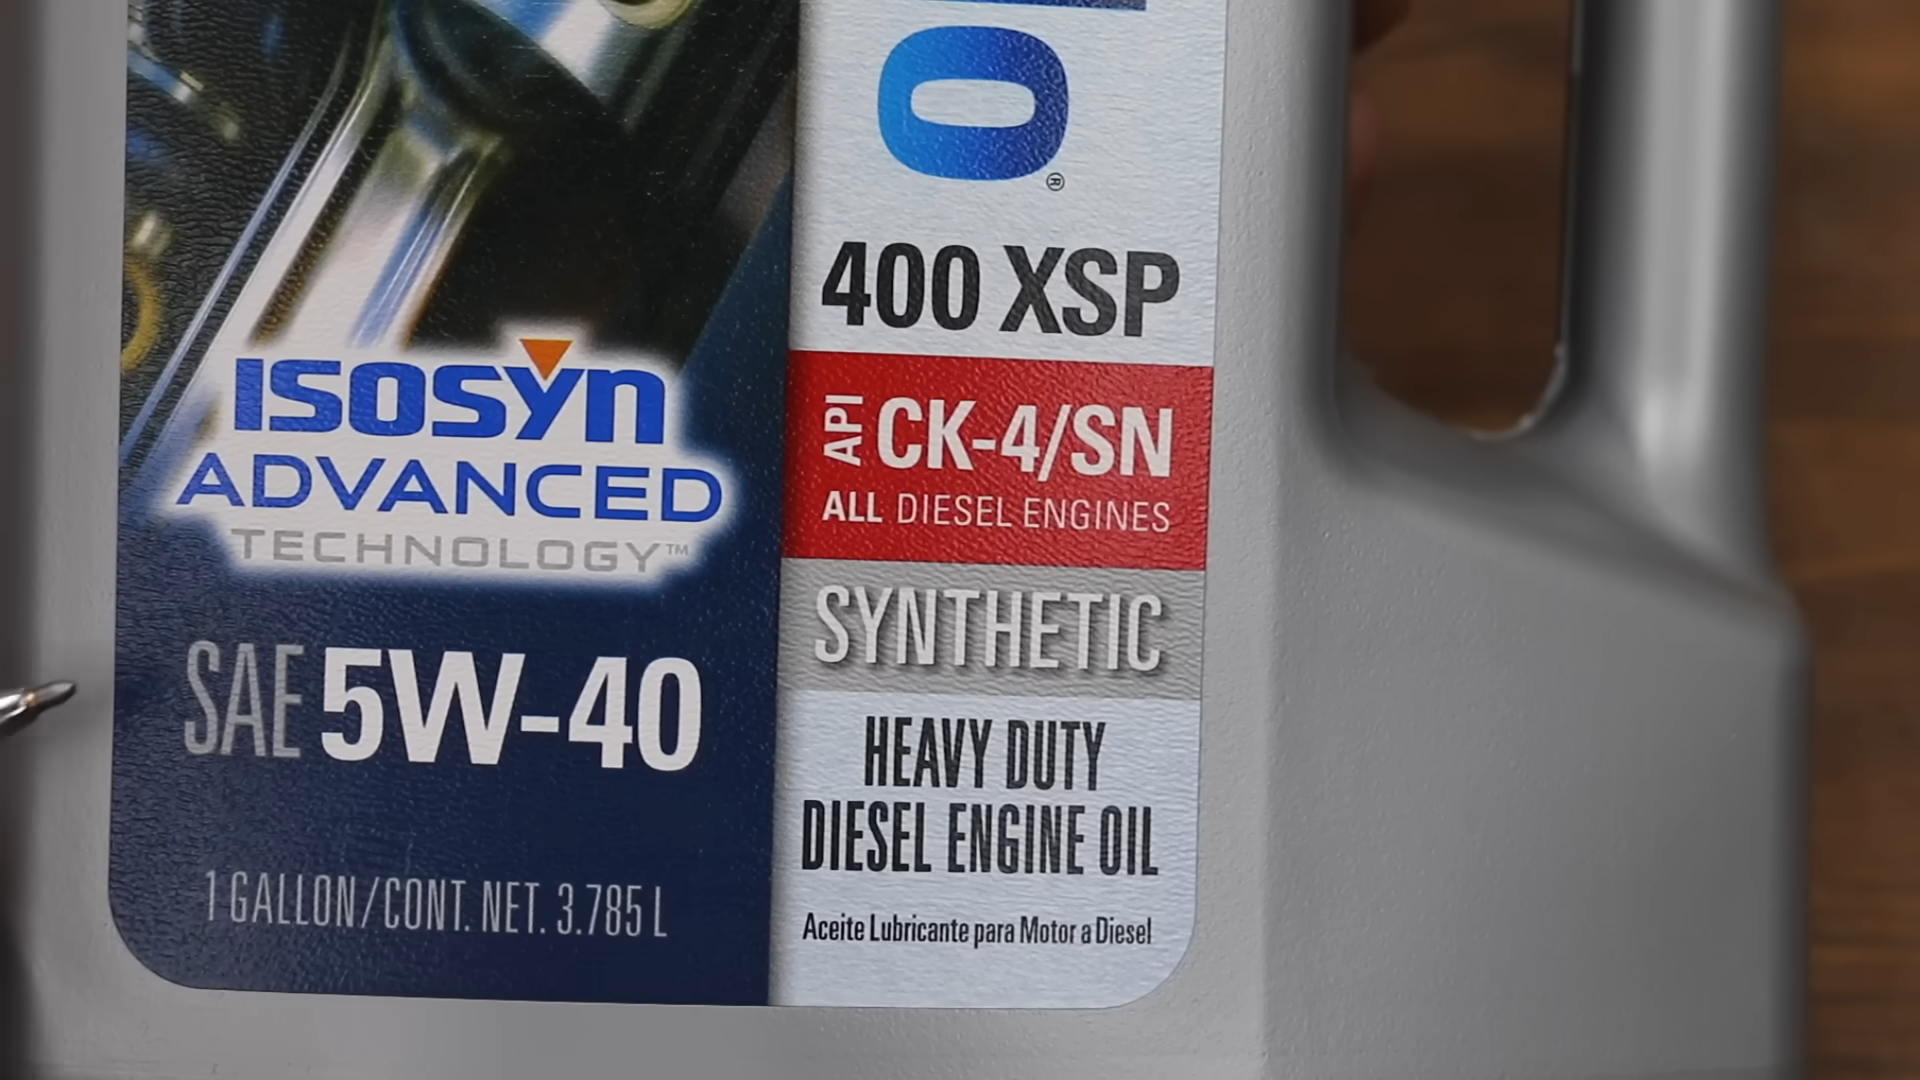 ISOSYN
ADVANCED
TECHNOLOGY™
SAE 5W-40
1 GALLON/CONT. NET. 3.785 L
O®
400 XSP
API CK-4/SN
ALL DIESEL ENGINES
SYNTHETIC
HEAVY DUTY
DIESEL ENGINE OIL
Aceite Lubricante para Motor a Diesel